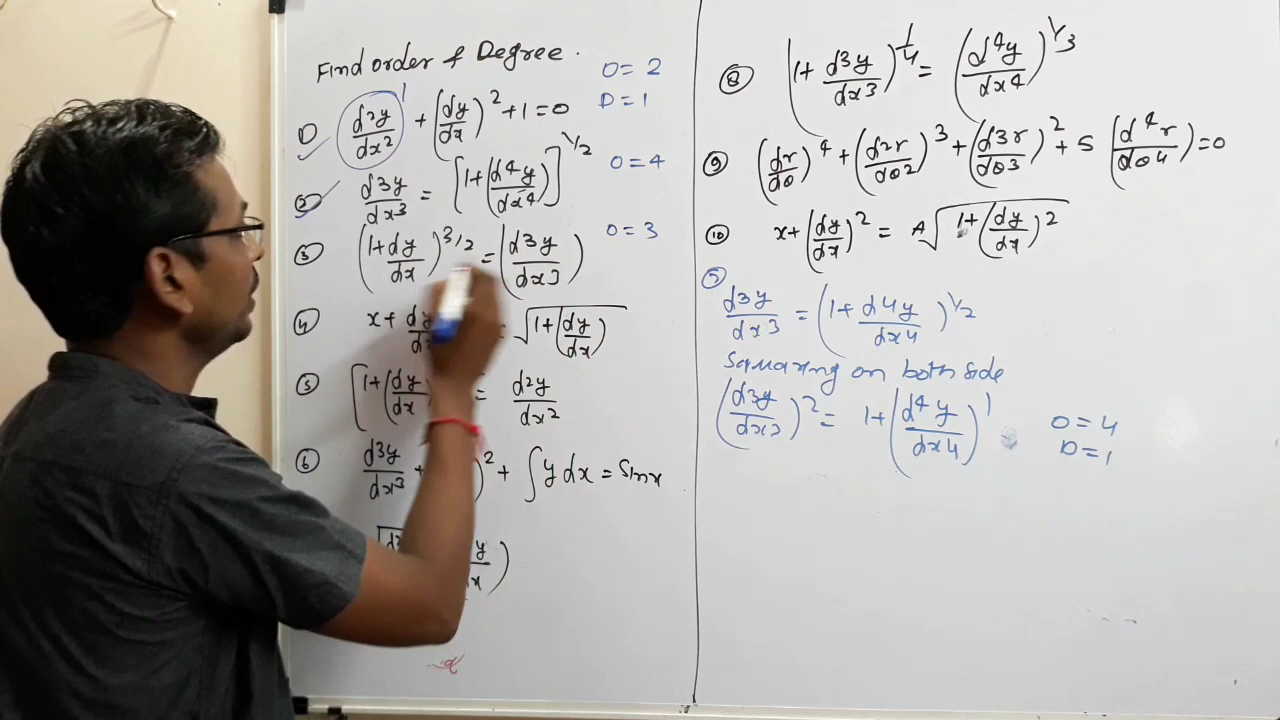 Find order & Degree.
① d2y/dx2 ^1 + (dy/dx)^2 + 1 = 0 O = 2 D = 1
② d3y/dx3 = [1+(d4y/dx4)]^1/2 O = 4
③ (1+dy/dx)^3/2 = (d3y/dx3) O = 3
④ x + = √1+(dy/dx)
⑤ [1+(dy/dx) = d2y/dx2
⑥ d3y/dx3 + )^2 + ∫ y dx = Sinx
y/x)
⑧ (1+ d3y/dx3)^1/4 = (d4y/dx4)^1/3
⑨ (dr/dθ)^4 + (d2r/dθ2)^3 + (d3r/dθ3)^2 + 5 (d4r/dθ4) = 0
⑩ x+(dy/dx)^2 = A√1+(dy/dx)^2
d3y/dx3 = (1+ d4y/dx4)^1/2
Squaring on both side
(d3y/dx3)^2 = 1+(d4y/dx4)^1 O = 4
D = 1